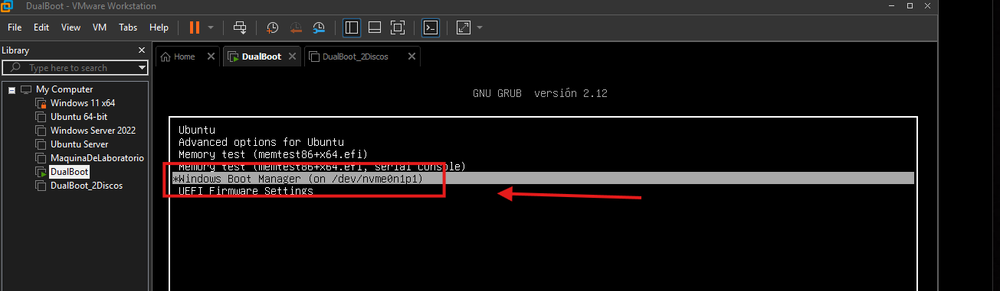 DualBoot - VMware Workstation
File Edit View VM Tabs Help
Library
Type here to search
My Computer
Windows 11 x64
Ubuntu 64-bit
Windows Server 2022
Ubuntu Server
MaquinaDeLaboratorio
DualBoot
DualBoot_2Discos
Home DualBoot DualBoot_2Discos
GNU GRUB versión 2.12
Ubuntu
Advanced options for Ubuntu
Memory test (memtest86+x64.efi)
Memory test (memtest86+x64.efi, serial console)
*Windows Boot Manager (on /dev/nvme0n1p1)
UEFI Firmware Settings